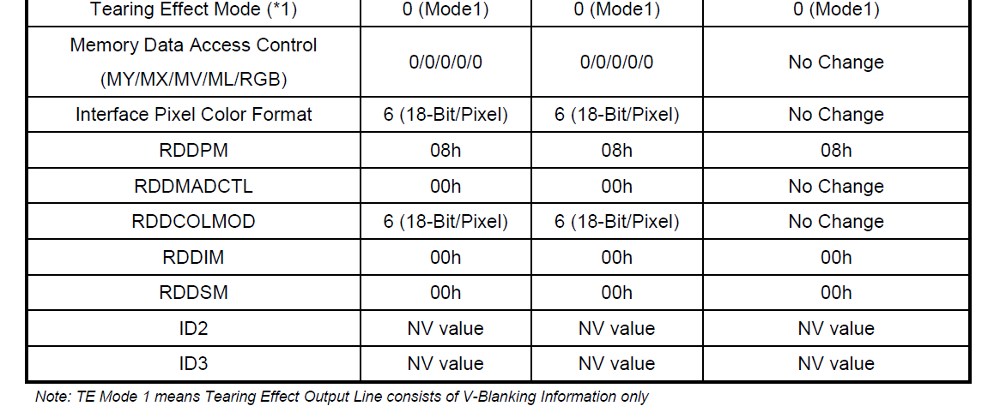 Tearing Effect Mode (*1) 0 (Mode1) 0 (Mode1) 0 (Mode1)
Memory Data Access Control
(MY/MX/MV/ML/RGB) 0/0/0/0/0 0/0/0/0/0 No Change
Interface Pixel Color Format 6 (18-Bit/Pixel) 6 (18-Bit/Pixel) No Change
RDDPM 08h 08h 08h
RDDMADCTL 00h 00h No Change
RDDCOLMOD 6 (18-Bit/Pixel) 6 (18-Bit/Pixel) No Change
RDDIM 00h 00h 00h
RDDSM 00h 00h 00h
ID2 NV value NV value NV value
ID3 NV value NV value NV value
Note: TE Mode 1 means Tearing Effect Output Line consists of V-Blanking Information only